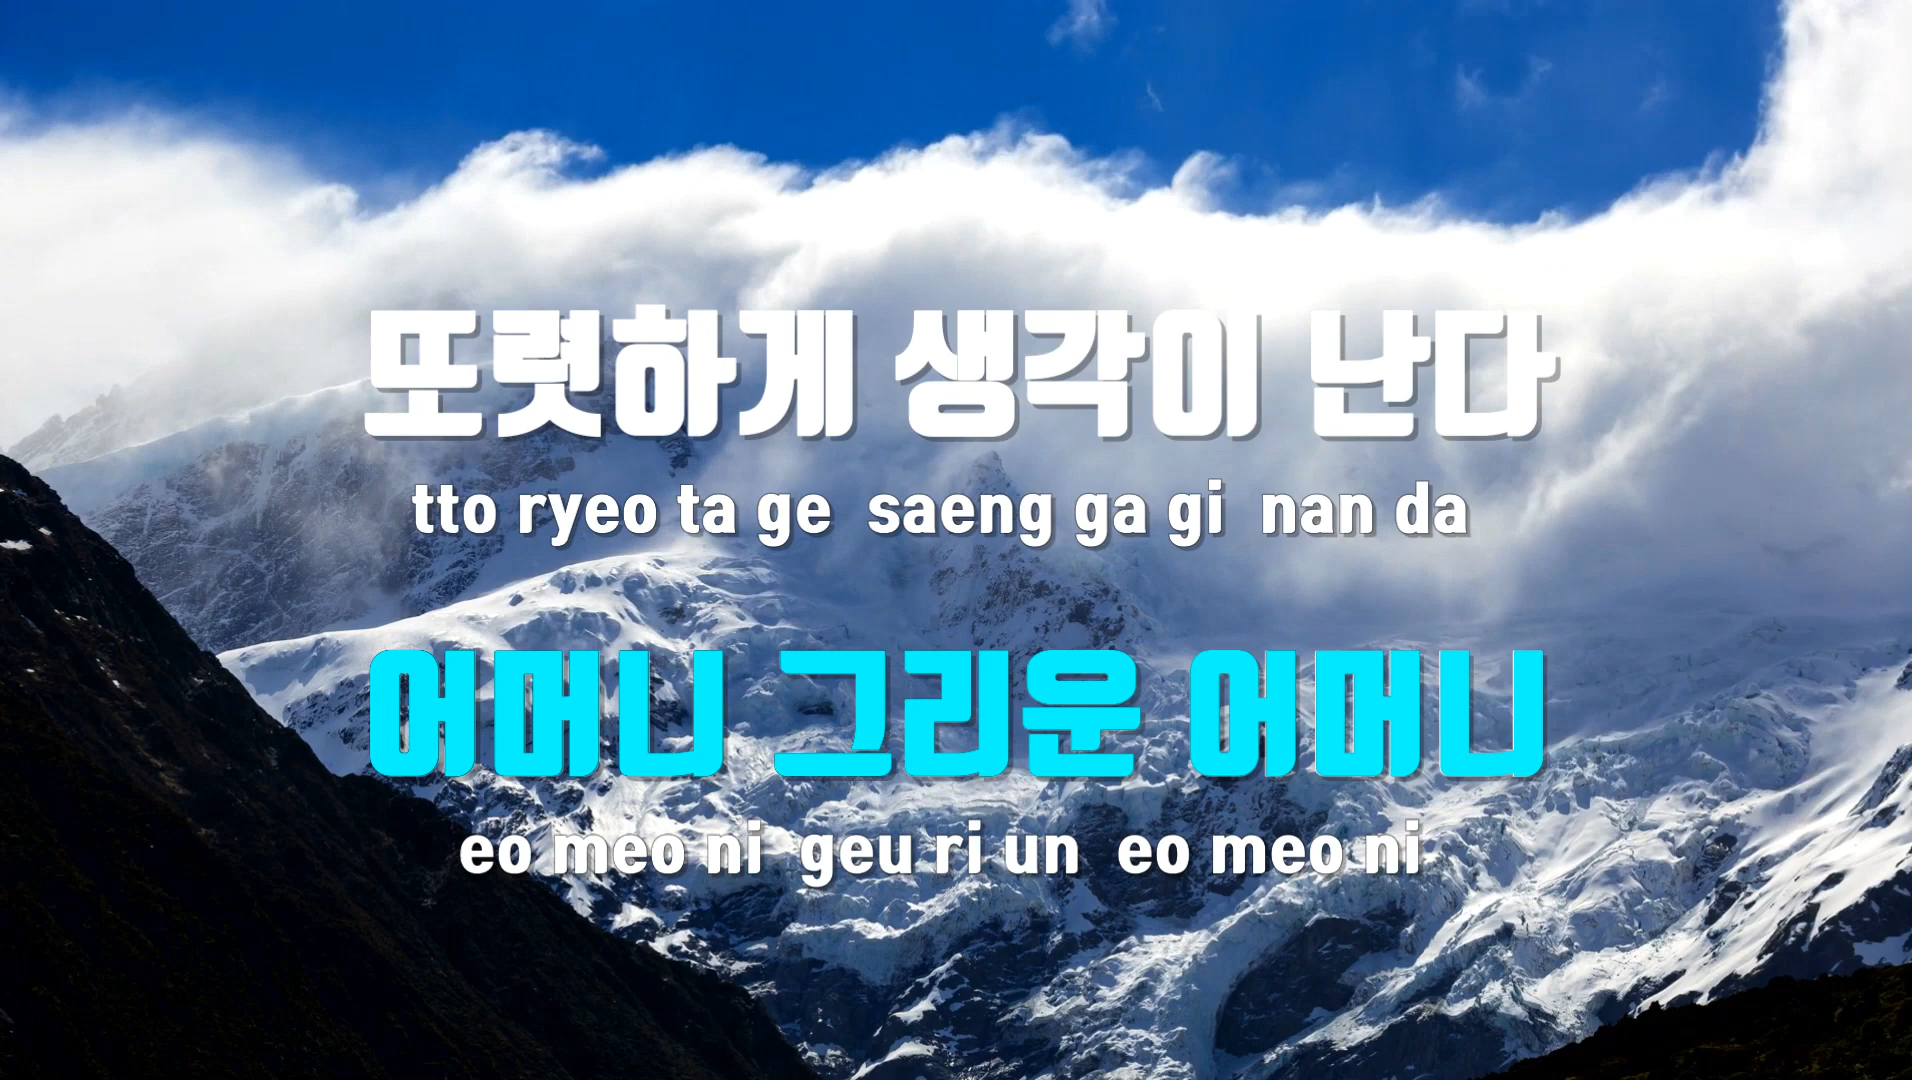 또렷하게 생각이 난다
tto ryeo ta ge saeng ga gi nan da
어머니 그리운 어머니
eo meo ni geu ri un eo meo ni